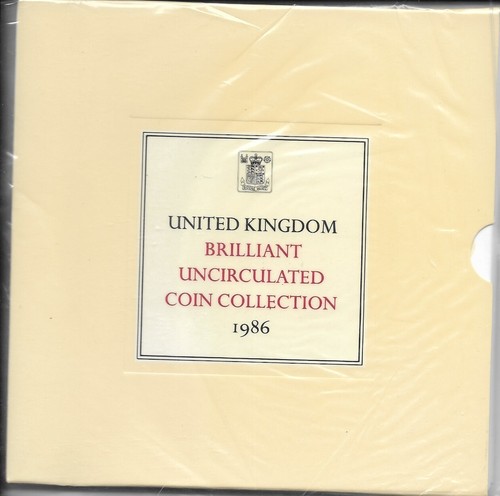 UNITED KINGDOM
BRILLIANT
UNCIRCULATED
COIN COLLECTION
1986